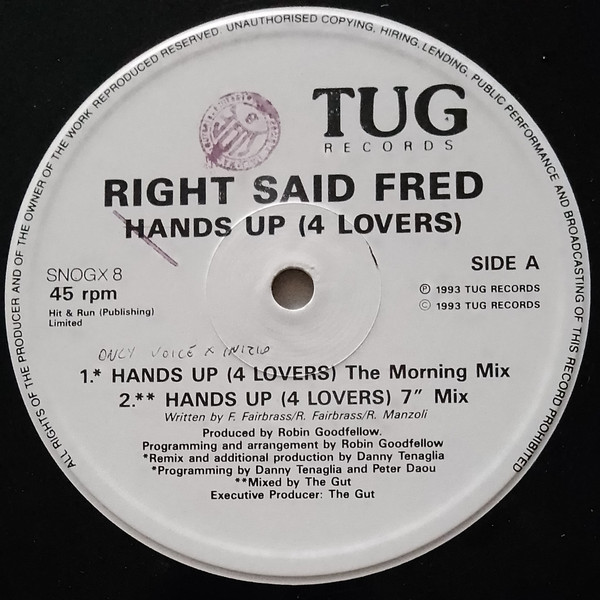 ALL RIGHTS OF THE PRODUCER AND OF THE OWNER OF THE WORK REPRODUCED RESERVED. UNAUTHORISED COPYING, HIRING, LENDING, PUBLIC PERFORMANCE AND BROADCASTING OF THIS RECORD PROHIBITED
TUG
RECORDS
RIGHT SAID FRED
HANDS UP (4 LOVERS)
SIDE A
SNOGX 8
45 rpm
Hit & Run (Publishing)
Limited
℗ 1993 TUG RECORDS
© 1993 TUG RECORDS
ONLY VOICE X INIZIO
1.* HANDS UP (4 LOVERS) The Morning Mix
2.** HANDS UP (4 LOVERS) 7" Mix
Written by F. Fairbrass/R. Fairbrass/R. Manzoli
Produced by Robin Goodfellow.
Programming and arrangement by Robin Goodfellow
*Remix and additional production by Danny Tenaglia
*Programming by Danny Tenaglia and Peter Daou
**Mixed by The Gut
Executive Producer: The Gut